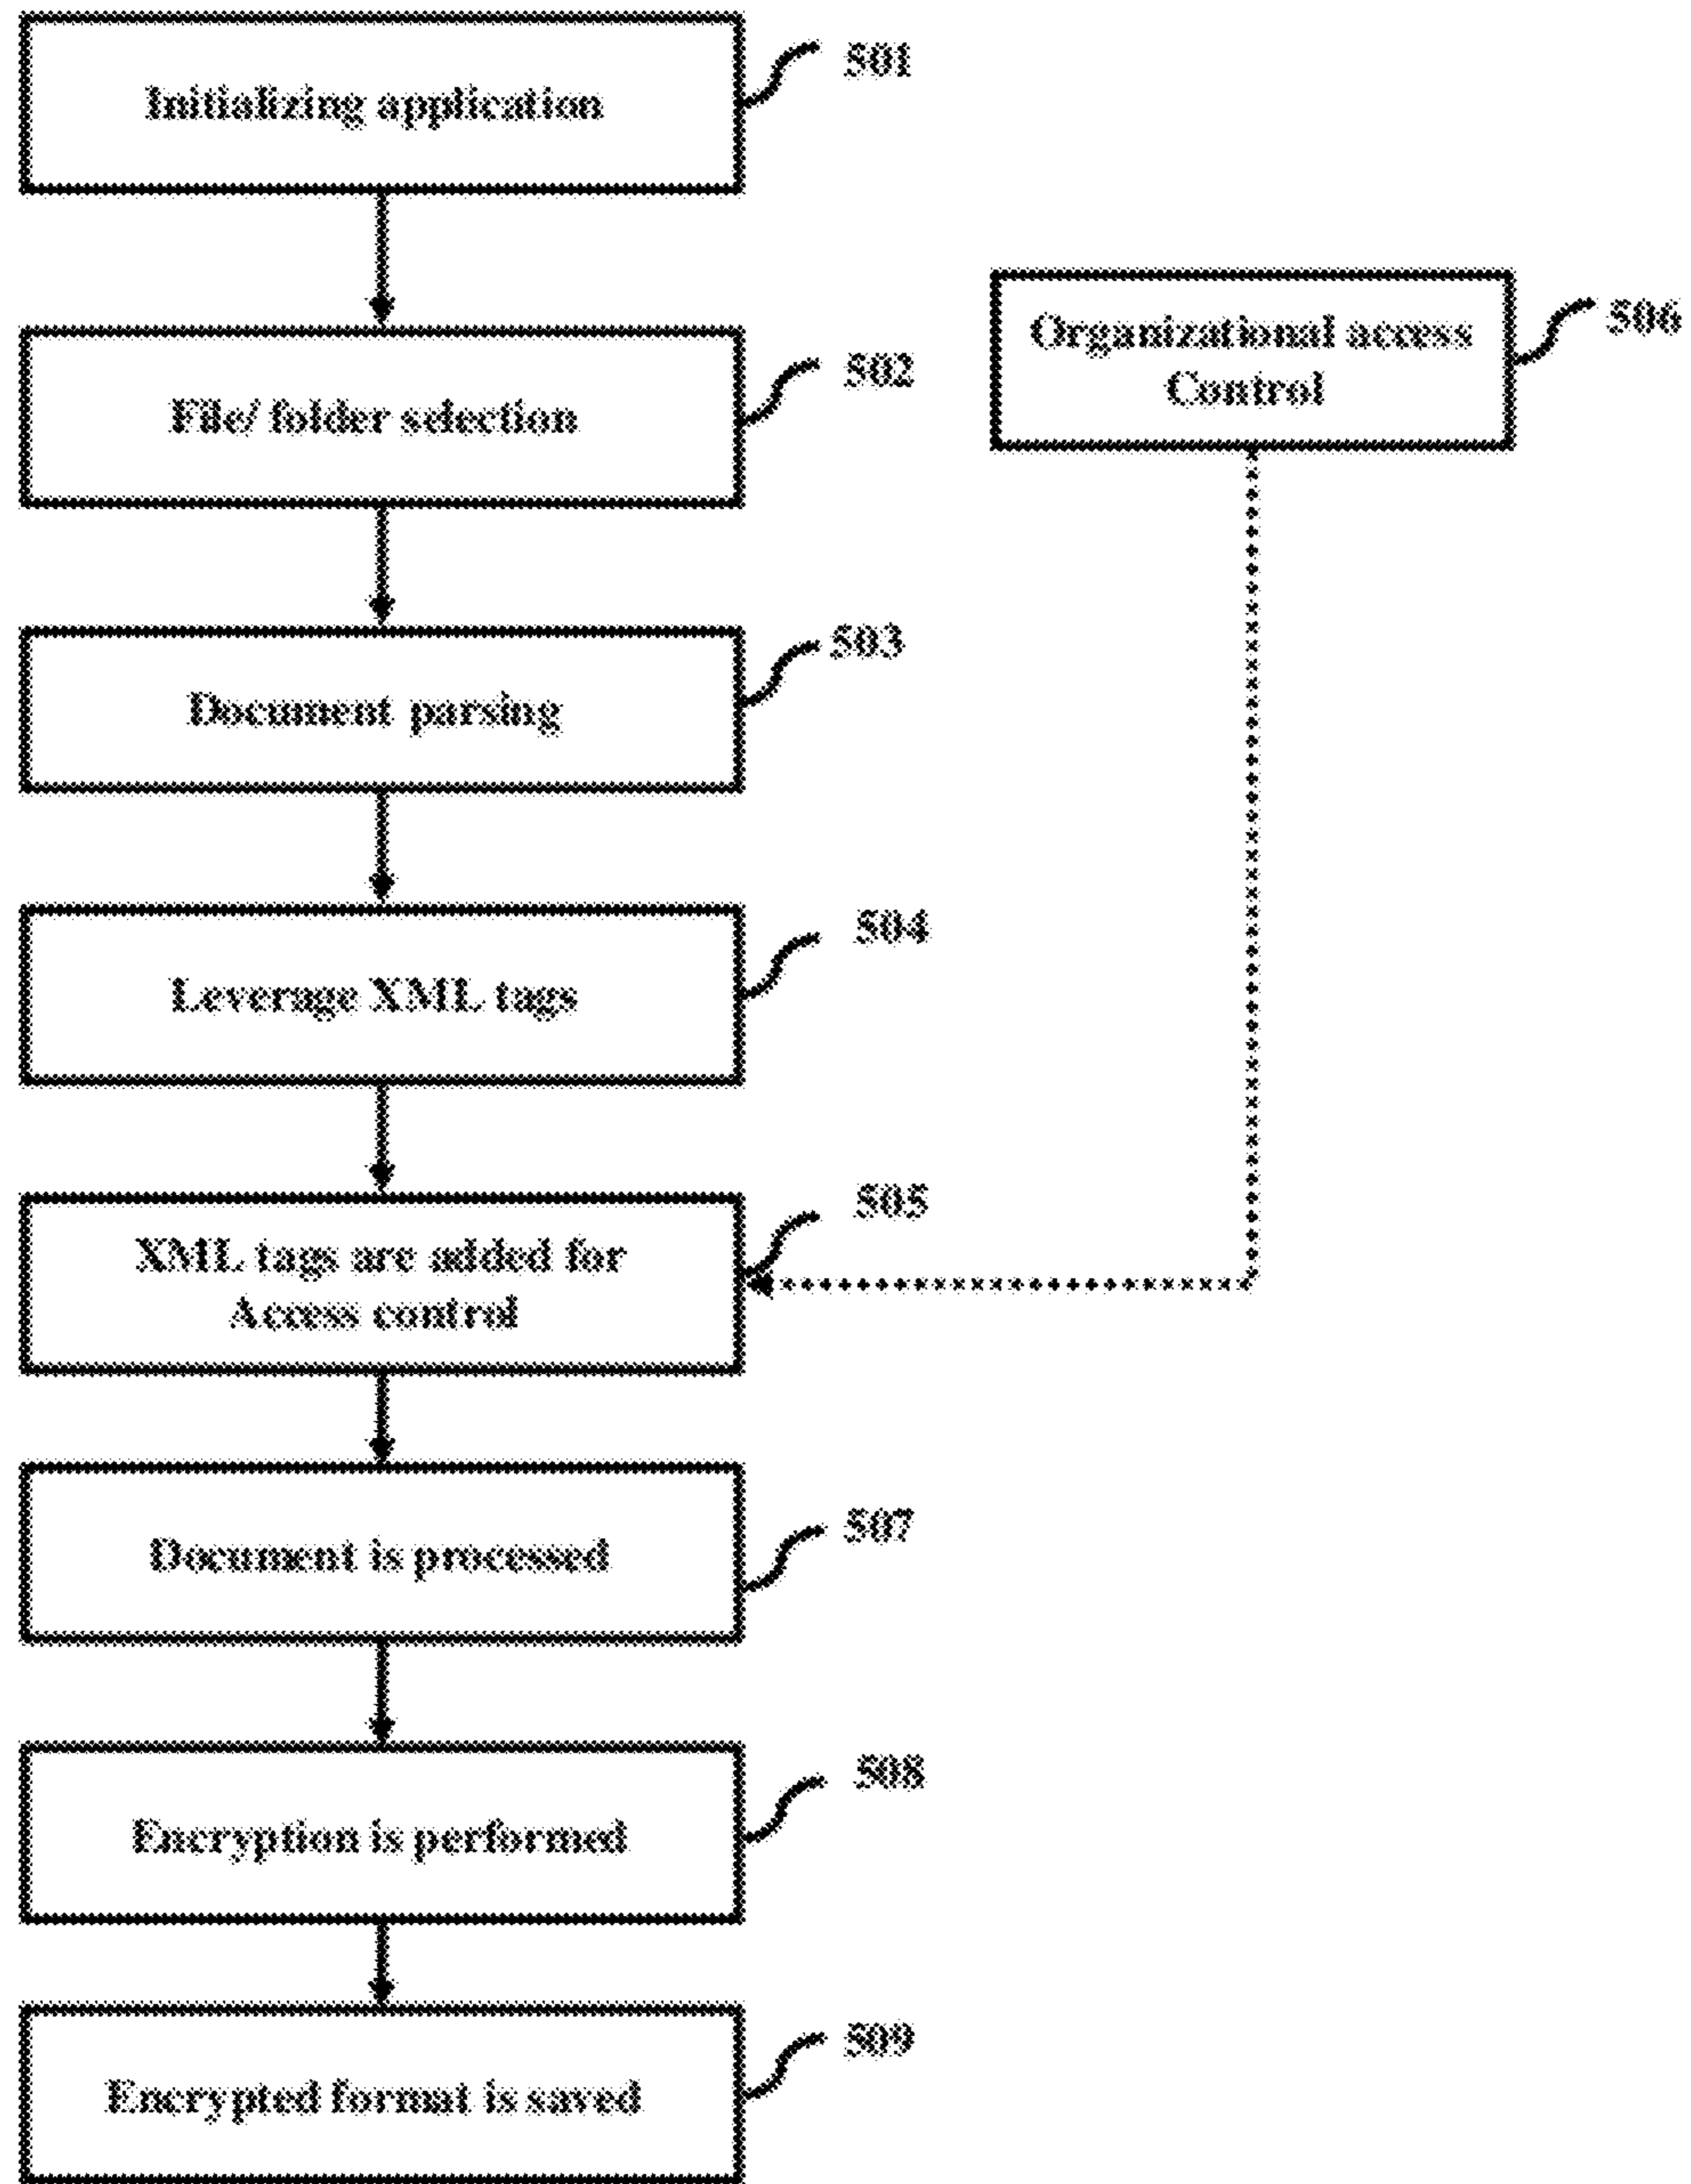 Initializing application
501
File/ folder selection
502
Organizational access
Control
506
Document parsing
503
Leverage XML tags
504
XML tags are added for
Access control
505
Document is processed
507
Encryption is performed
508
Encrypted format is saved
509